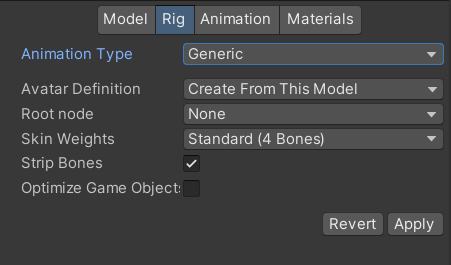 Model Rig Animation Materials
Animation Type Generic
Avatar Definition Create From This Model
Root node None
Skin Weights Standard (4 Bones)
Strip Bones
Optimize Game Objects
Revert Apply